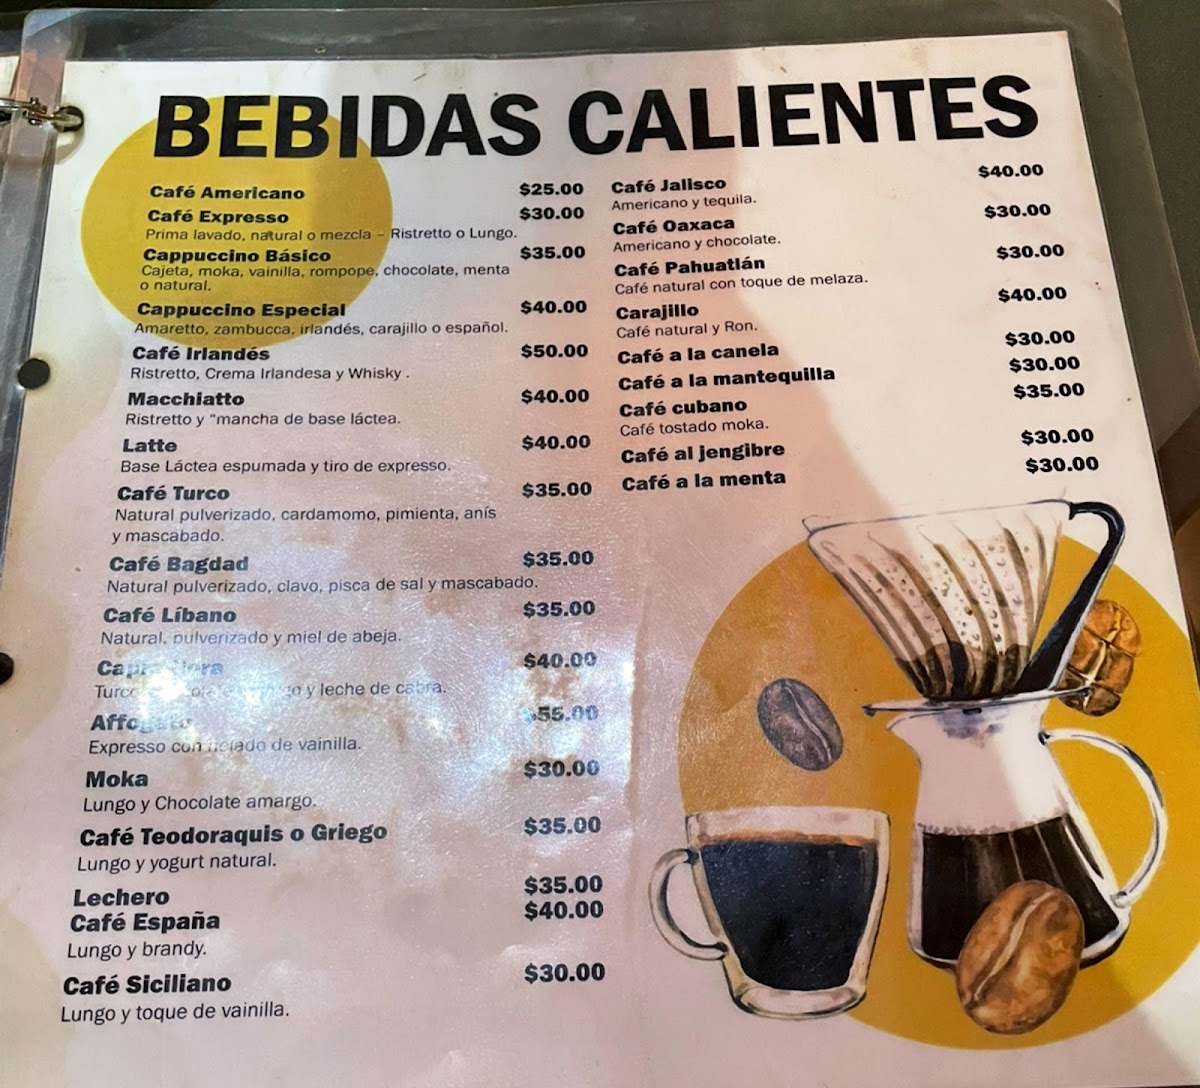 BEBIDAS CALIENTES
Café Americano $25.00
Café Expresso $30.00
Prima lavado, natural o mezcla – Ristretto o Lungo.
Cappuccino Básico $35.00
Cajeta, moka, vainilla, rompope, chocolate, menta
o natural.
Cappuccino Especial $40.00
Amaretto, zambucca, irlandés, carajillo o español.
Café Irlandés $50.00
Ristretto, Crema Irlandesa y Whisky .
Macchiatto $40.00
Ristretto y “mancha de base láctea.
Latte $40.00
Base Láctea espumada y tiro de expresso.
Café Turco $35.00
Natural pulverizado, cardamomo, pimienta, anís
y mascabado.
Café Bagdad $35.00
Natural pulverizado, clavo, pisca de sal y mascabado.
Café Líbano $35.00
Natural, pulverizado y miel de abeja.
$40.00
y leche de cabra.
Affogato $55.00
Expresso con helado de vainilla.
Moka $30.00
Lungo y Chocolate amargo.
Café Teodoraquis o Griego $35.00
Lungo y yogurt natural.
Lechero $35.00
Café España $40.00
Lungo y brandy.
Café Siciliano $30.00
Lungo y toque de vainilla.
Café Jalisco $40.00
Americano y tequila.
Café Oaxaca $30.00
Americano y chocolate.
Café Pahuatlán $30.00
Café natural con toque de melaza.
Carajillo $40.00
Café natural y Ron.
Café a la canela $30.00
Café a la mantequilla $30.00
Café cubano $35.00
Café tostado moka.
Café al jengibre $30.00
Café a la menta $30.00